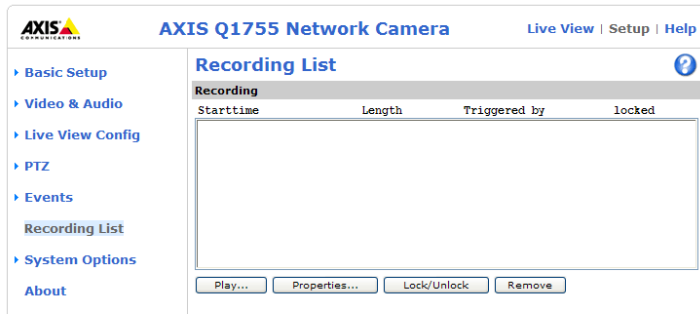 AXIS
COMMUNICATIONS
AXIS Q1755 Network Camera
Live View | Setup | Help
Basic Setup
Video & Audio
Live View Config
PTZ
Events
Recording List
System Options
About
Recording List
?
Recording
Starttime Length Triggered by locked
Play... Properties... Lock/Unlock Remove